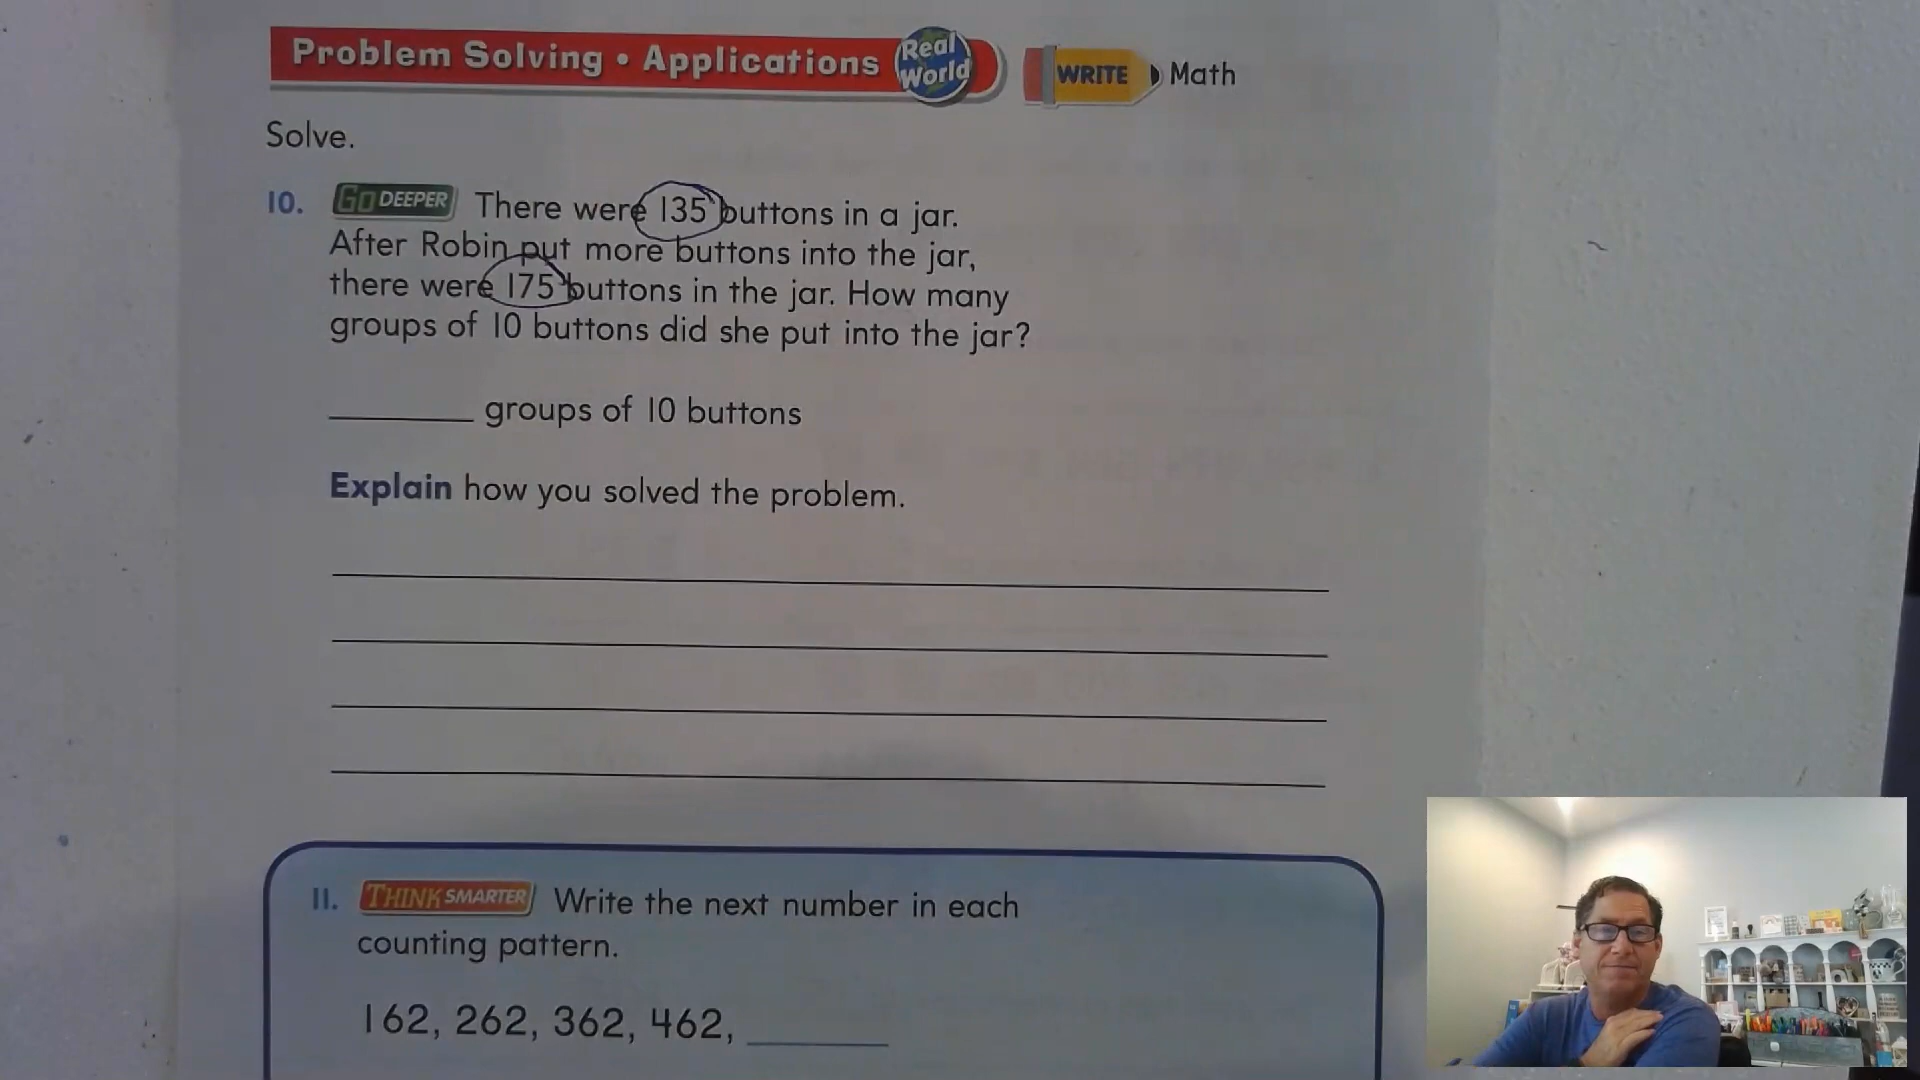 Problem Solving • Applications Real World WRITE Math
Solve.
10. GO DEEPER There were 135 buttons in a jar.
After Robin put more buttons into the jar,
there were 175 buttons in the jar. How many
groups of 10 buttons did she put into the jar?
groups of 10 buttons
Explain how you solved the problem.
11. THINK SMARTER Write the next number in each
counting pattern.
162, 262, 362, 462,